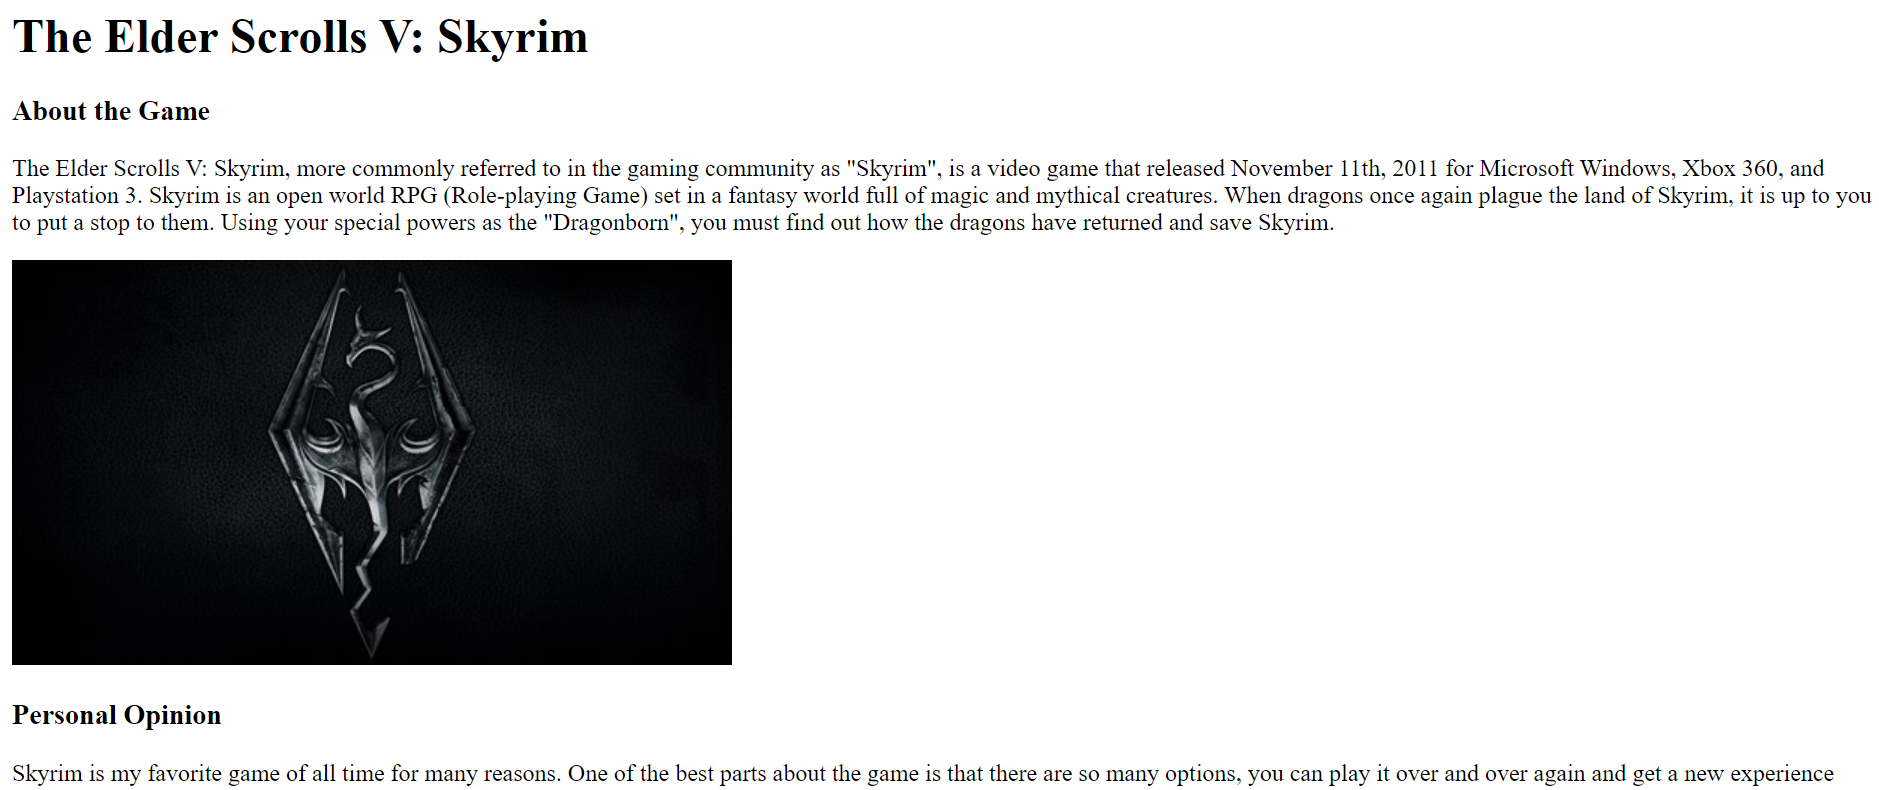 The Elder Scrolls V: Skyrim
About the Game
The Elder Scrolls V: Skyrim, more commonly referred to in the gaming community as "Skyrim", is a video game that released November 11th, 2011 for Microsoft Windows, Xbox 360, and
Playstation 3. Skyrim is an open world RPG (Role-playing Game) set in a fantasy world full of magic and mythical creatures. When dragons once again plague the land of Skyrim, it is up to you
to put a stop to them. Using your special powers as the "Dragonborn", you must find out how the dragons have returned and save Skyrim.
Personal Opinion
Skyrim is my favorite game of all time for many reasons. One of the best parts about the game is that there are so many options, you can play it over and over again and get a new experience